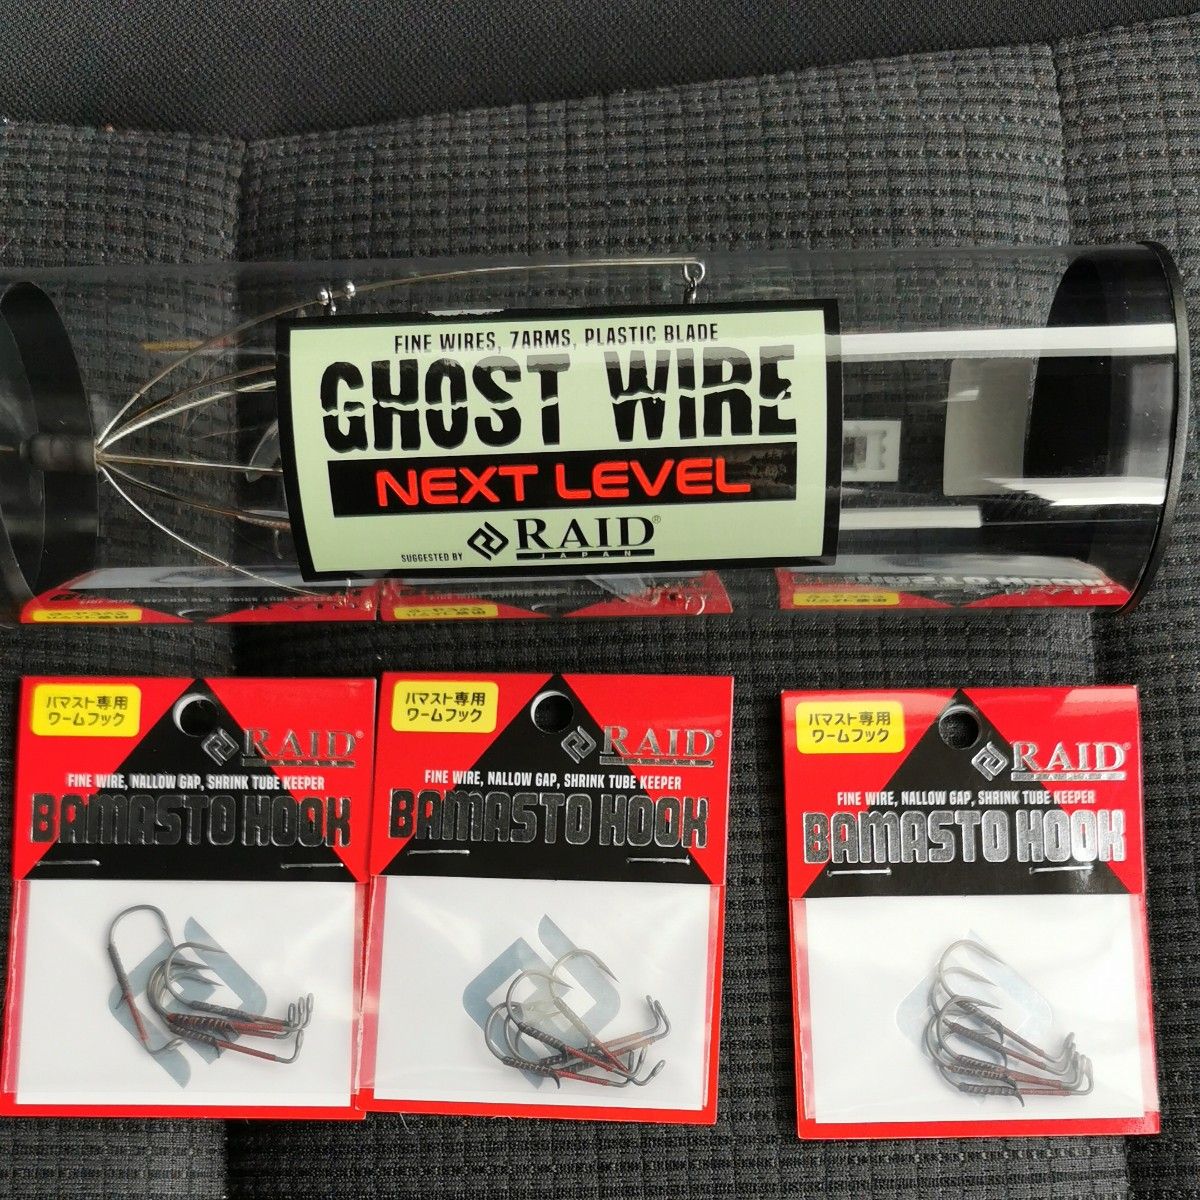 FINE WIRES, 7ARMS, PLASTIC BLADE
GHOST WIRE
NEXT LEVEL
SUGGESTED BY RAID®
JAPAN
バマスト専用
ワームフック
RAID®
JAPAN
FINE WIRE, NALLOW GAP, SHRINK TUBE KEEPER
BAMASTO HOOK
バマスト専用
ワームフック
RAID®
JAPAN
FINE WIRE, NALLOW GAP, SHRINK TUBE KEEPER
BAMASTO HOOK
バマスト専用
ワームフック
RAID®
JAPAN
FINE WIRE, NALLOW GAP, SHRINK TUBE KEEPER
BAMASTO HOOK